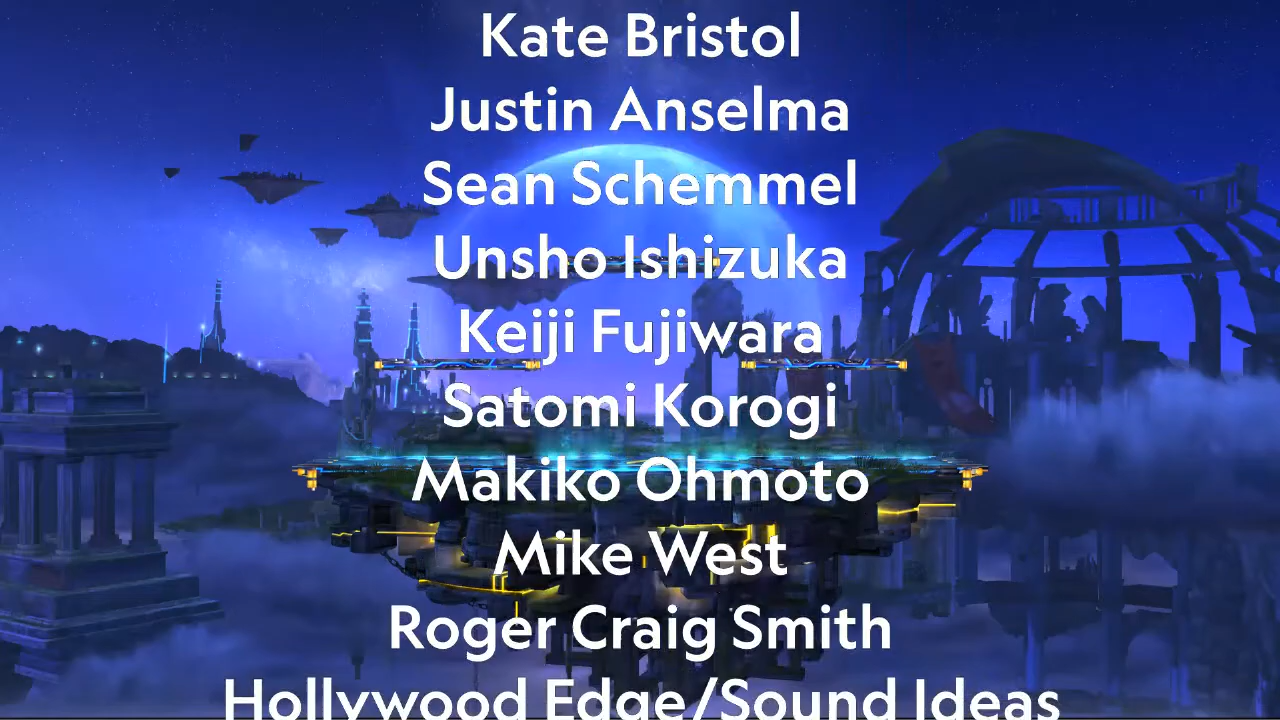 Kate Bristol
Justin Anselma
Sean Schemmel
Unsho Ishizuka
Keiji Fujiwara
Satomi Korogi
Makiko Ohmoto
Mike West
Roger Craig Smith
Hollywood Edge/Sound Ideas